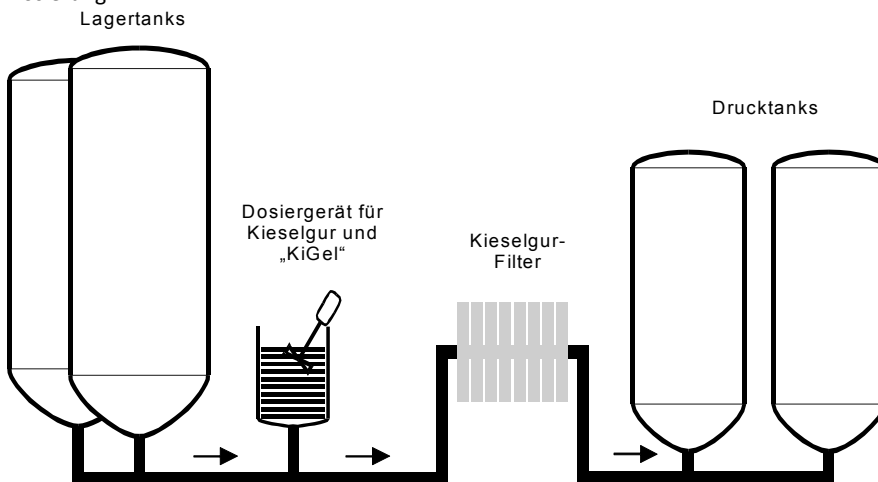 Lagertanks
Drucktanks
Dosiergerät für
Kieselgur und
„KiGel“
Kieselgur-
Filter